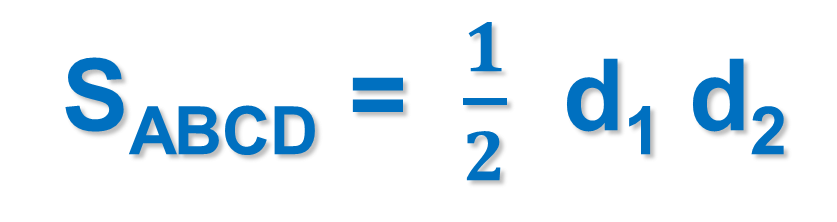 S_ABCD = 1/2 d_1 d_2